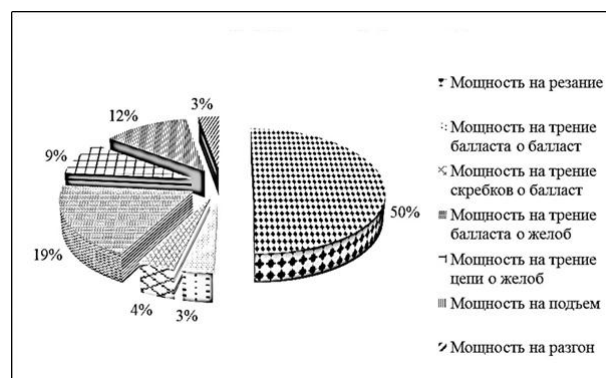 3%
12%
9%
50%
19%
4%
3%
Мощность на резание
Мощность на трение
балласта о балласт
Мощность на трение
скребков о балласт
Мощность на трение
балласта о желоб
Мощность на трение
цепи о желоб
Мощность на подъем
Мощность на разгон